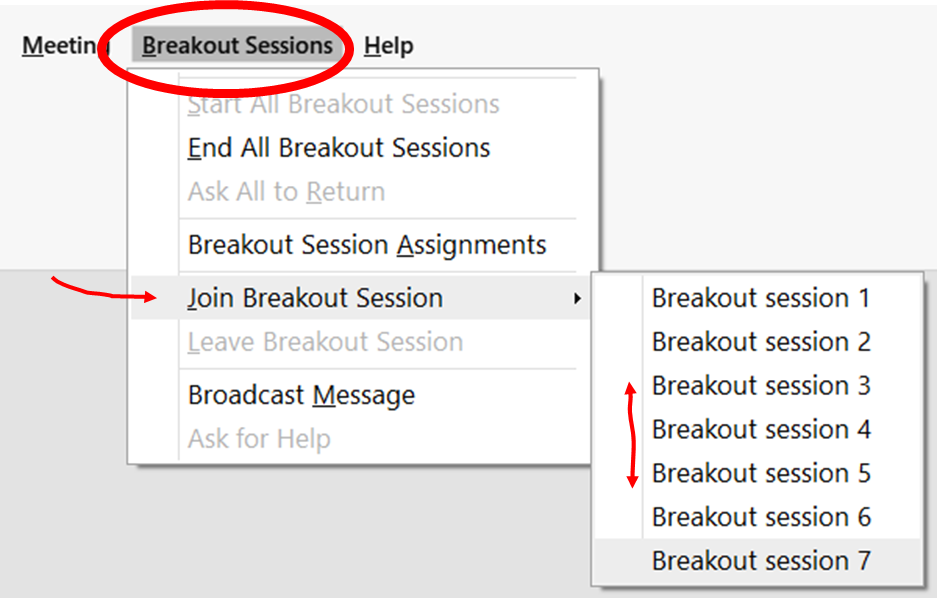 Meeting Breakout Sessions Help
Start All Breakout Sessions
End All Breakout Sessions
Ask All to Return
Breakout Session Assignments
Join Breakout Session
Leave Breakout Session
Broadcast Message
Ask for Help
Breakout session 1
Breakout session 2
Breakout session 3
Breakout session 4
Breakout session 5
Breakout session 6
Breakout session 7